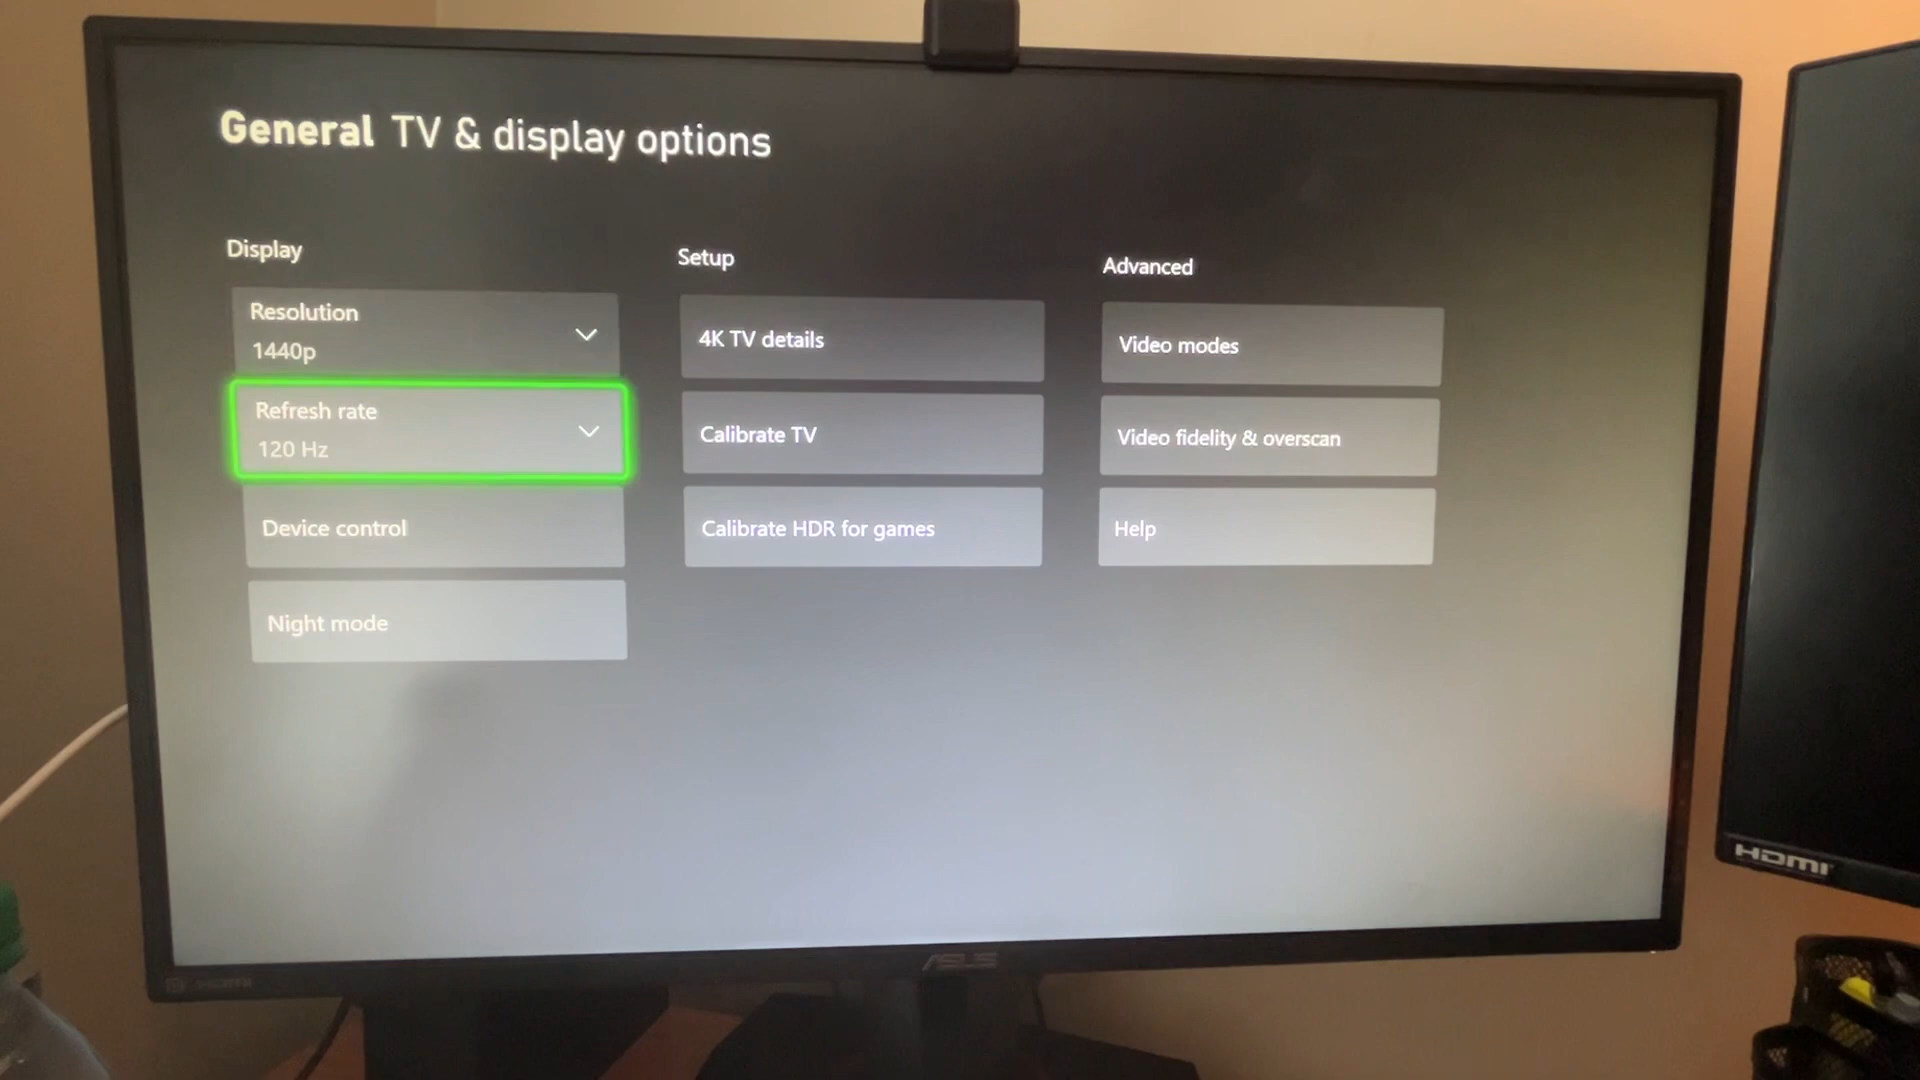 General TV & display options
Display
Resolution
1440p
Refresh rate
120 Hz
Device control
Night mode
Setup
4K TV details
Calibrate TV
Calibrate HDR for games
Advanced
Video modes
Video fidelity & overscan
Help
ASUS
HDMI
HDMI